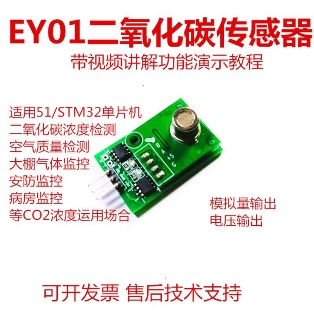 EY01二氧化碳传感器
带视频讲解功能演示教程
适用51/STM32单片机
二氧化碳浓度检测
空气质量检测
大棚气体监控
安防监控
病房监控
等CO2浓度运用场合
模拟量输出
电压输出
可开发票 售后技术支持